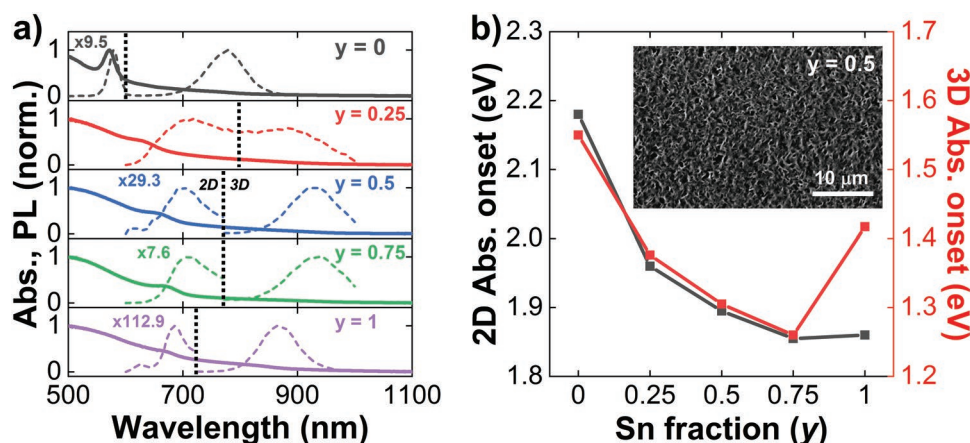 a)
Abs., PL (norm.)
x9.5
y = 0
1
0
y = 0.25
1
0
x29.3
2D
3D
y = 0.5
1
0
x7.6
y = 0.75
1
0
x112.9
y = 1
1
0
500
700
900
1100
Wavelength (nm)
b)
2D Abs. onset (eV)
2.3
2.2
2.1
2.0
1.9
1.8
y = 0.5
10 μm
1.7
1.6
1.5
1.4
1.3
1.2
3D Abs. onset (eV)
0
0.25
0.50
0.75
1
Sn fraction (y)